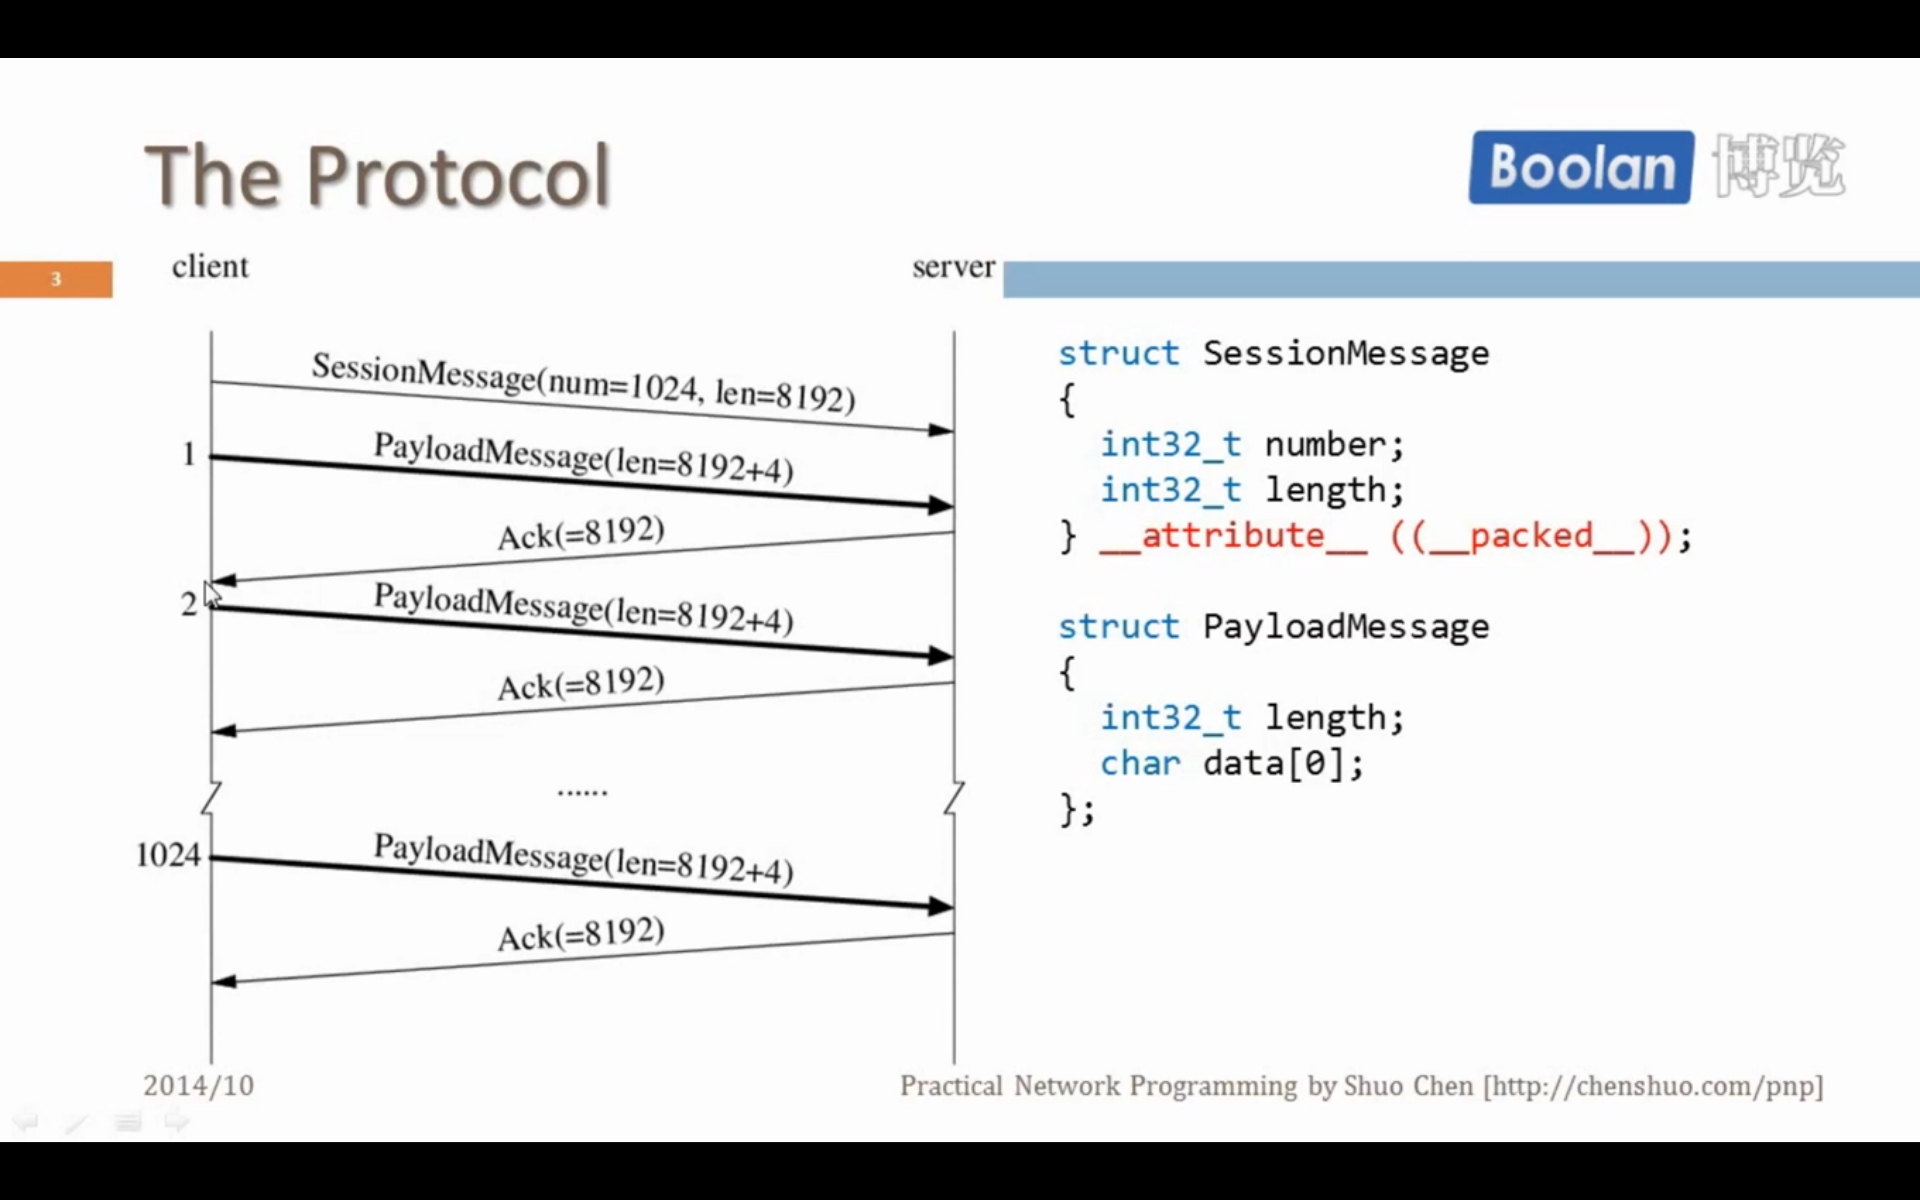 The Protocol
Boolan 博览
3
client
server
SessionMessage(num=1024, len=8192)
1
PayloadMessage(len=8192+4)
Ack(=8192)
2
PayloadMessage(len=8192+4)
Ack(=8192)
......
1024
PayloadMessage(len=8192+4)
Ack(=8192)
struct SessionMessage
{
int32_t number;
int32_t length;
} __attribute__ ((__packed__));
struct PayloadMessage
{
int32_t length;
char data[0];
};
2014/10
Practical Network Programming by Shuo Chen [http://chenshuo.com/pnp]